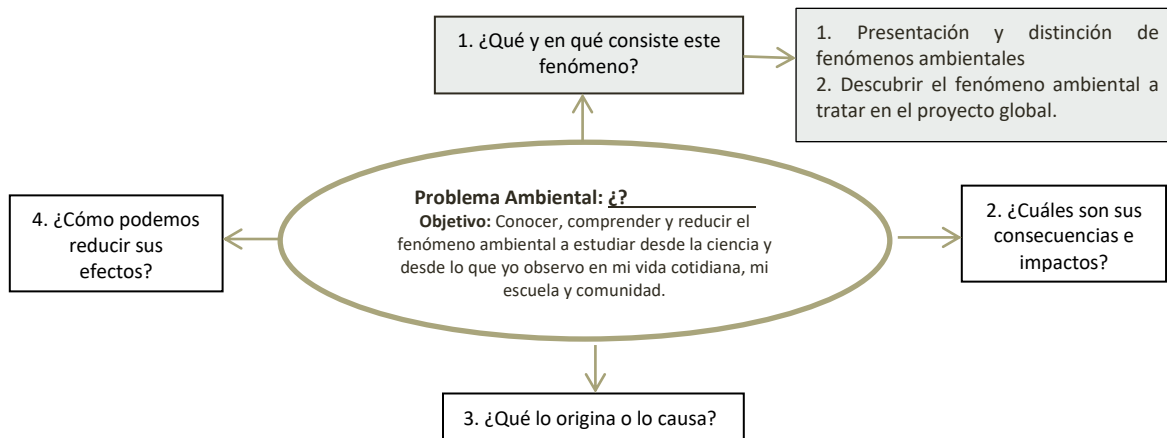 1. ¿Qué y en qué consiste este
fenómeno?
1. Presentación y distinción de
fenómenos ambientales
2. Descubrir el fenómeno ambiental a
tratar en el proyecto global.
Problema Ambiental: ¿?____________
Objetivo: Conocer, comprender y reducir el
fenómeno ambiental a estudiar desde la ciencia y
desde lo que yo observo en mi vida cotidiana, mi
escuela y comunidad.
4. ¿Cómo podemos
reducir sus
efectos?
2. ¿Cuáles son sus
consecuencias e
impactos?
3. ¿Qué lo origina o lo causa?